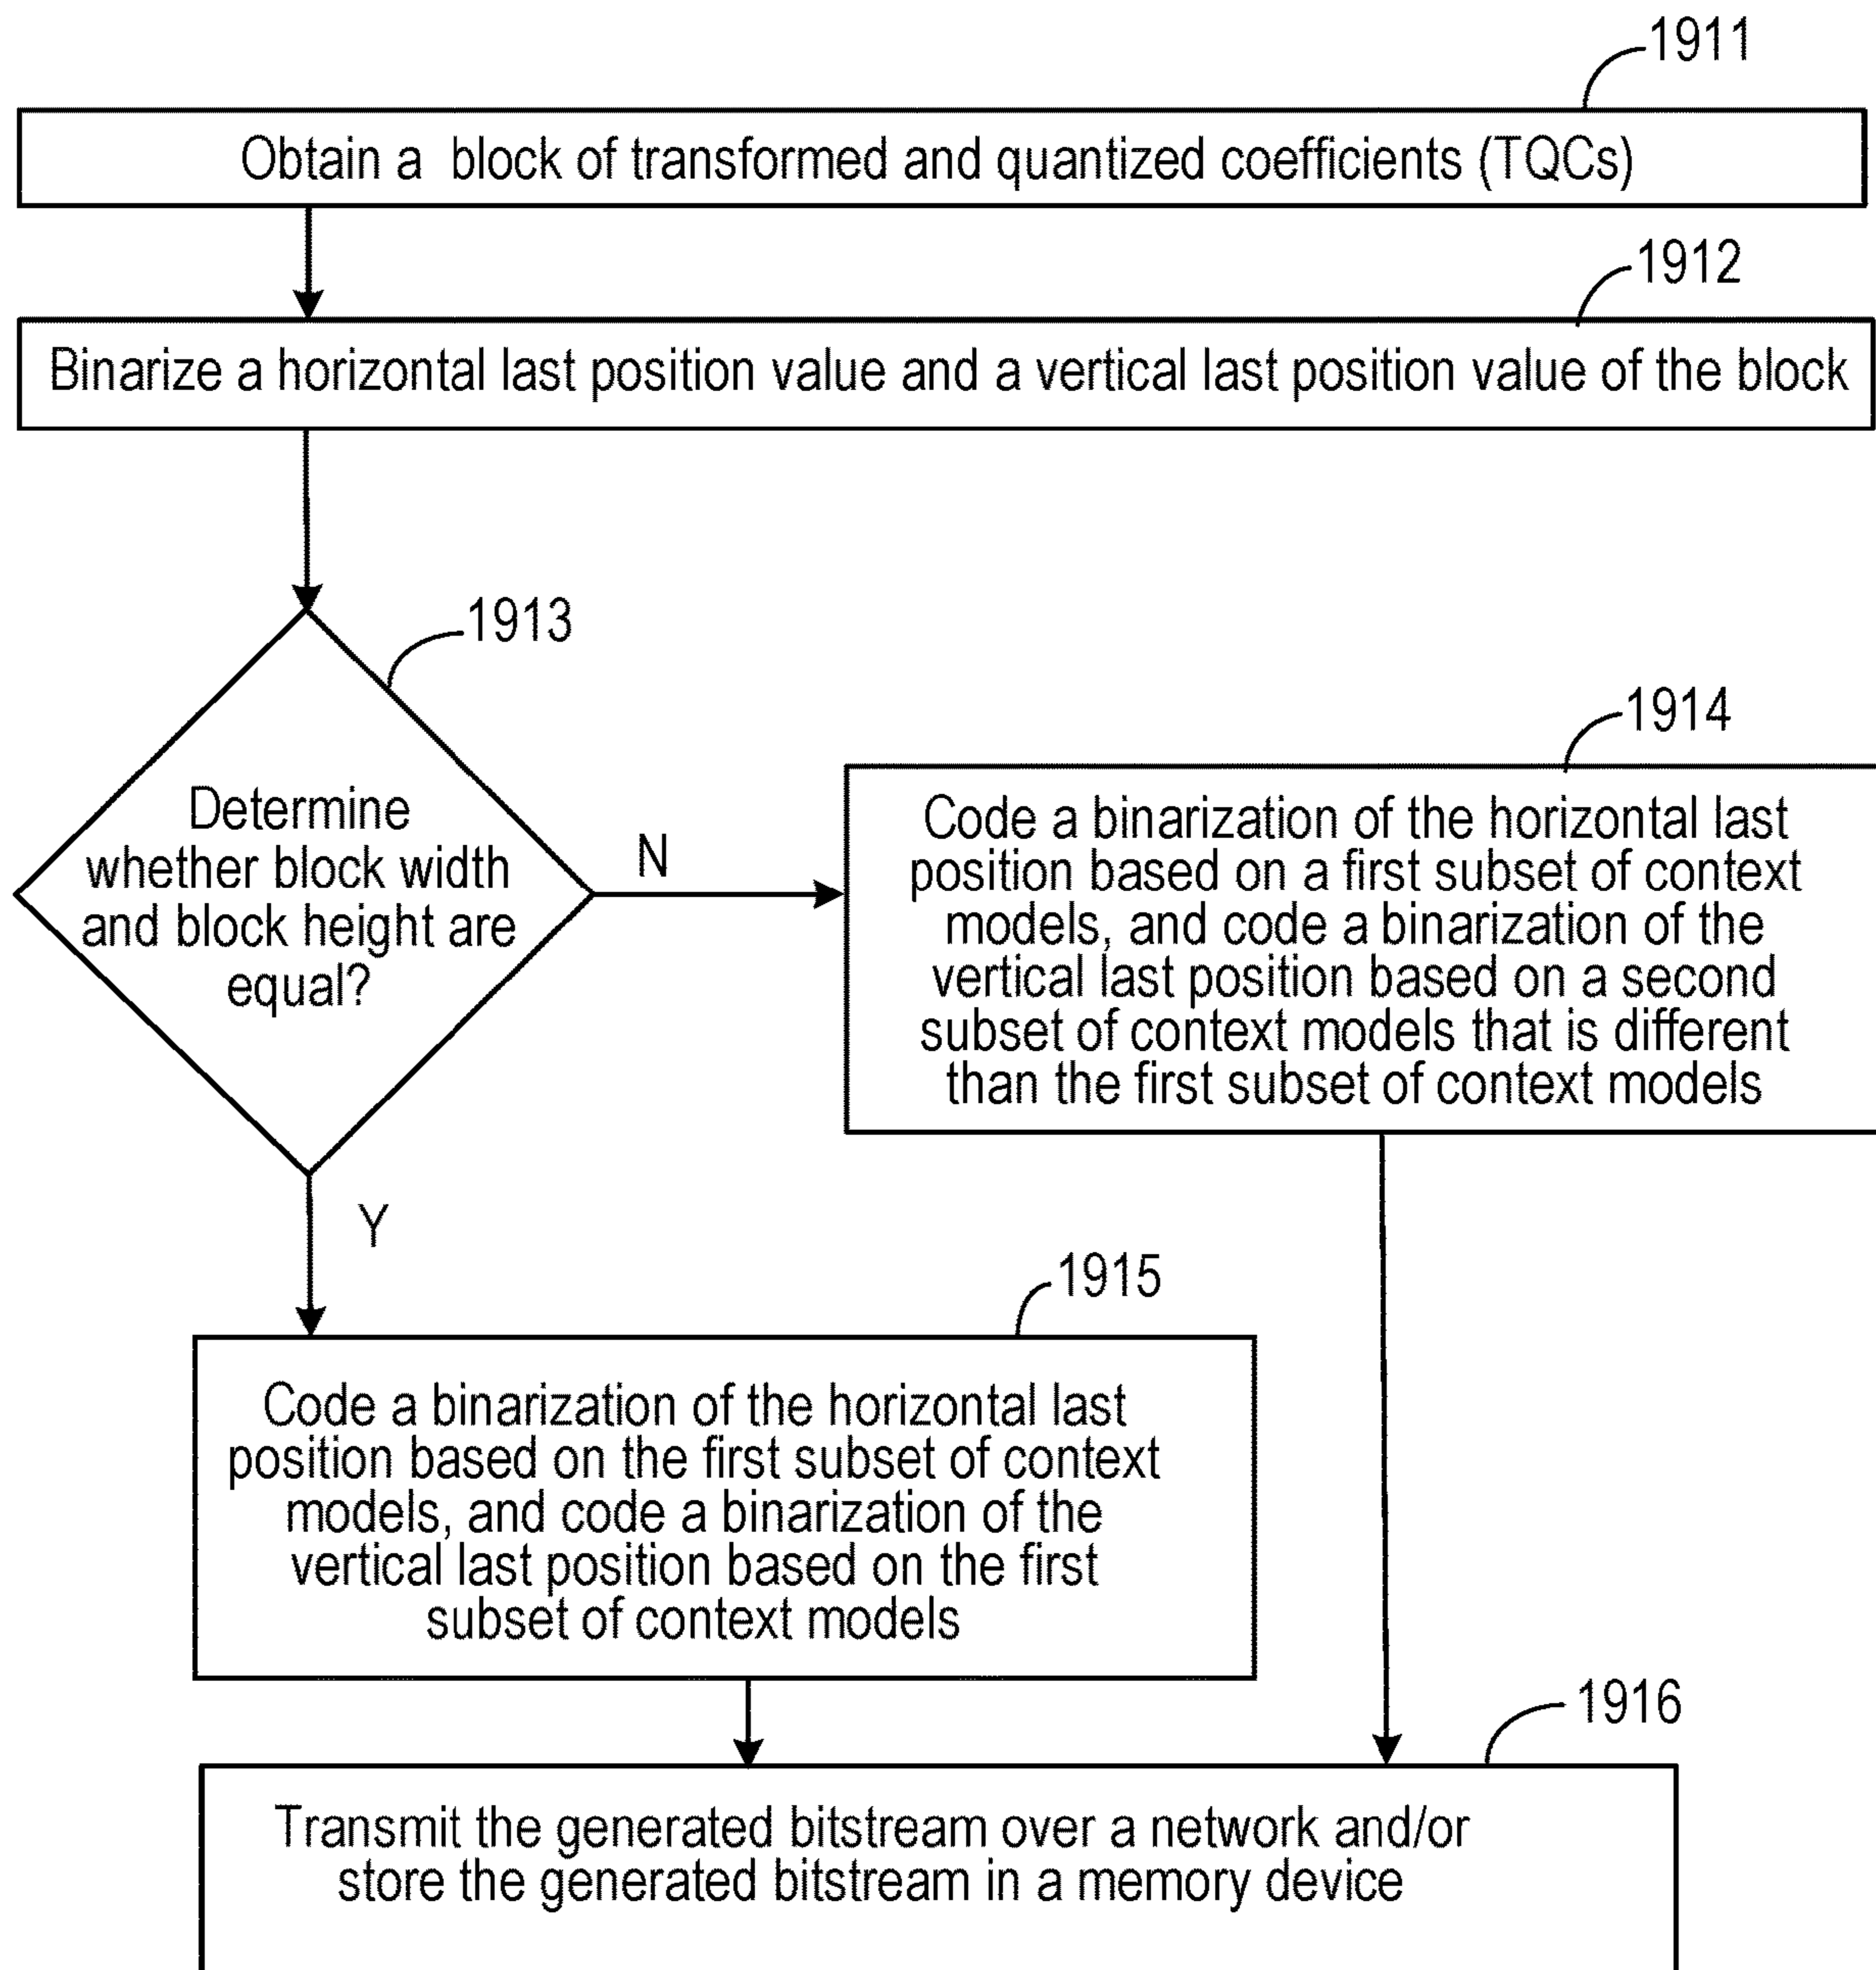 1911
Obtain a block of transformed and quantized coefficients (TQCs)
1912
Binarize a horizontal last position value and a vertical last position value of the block
1913
Determine
whether block width
and block height are
equal?
N
1914
Code a binarization of the horizontal last
position based on a first subset of context
models, and code a binarization of the
vertical last position based on a second
subset of context models that is different
than the first subset of context models
Y
1915
Code a binarization of the horizontal last
position based on the first subset of context
models, and code a binarization of the
vertical last position based on the first
subset of context models
1916
Transmit the generated bitstream over a network and/or
store the generated bitstream in a memory device